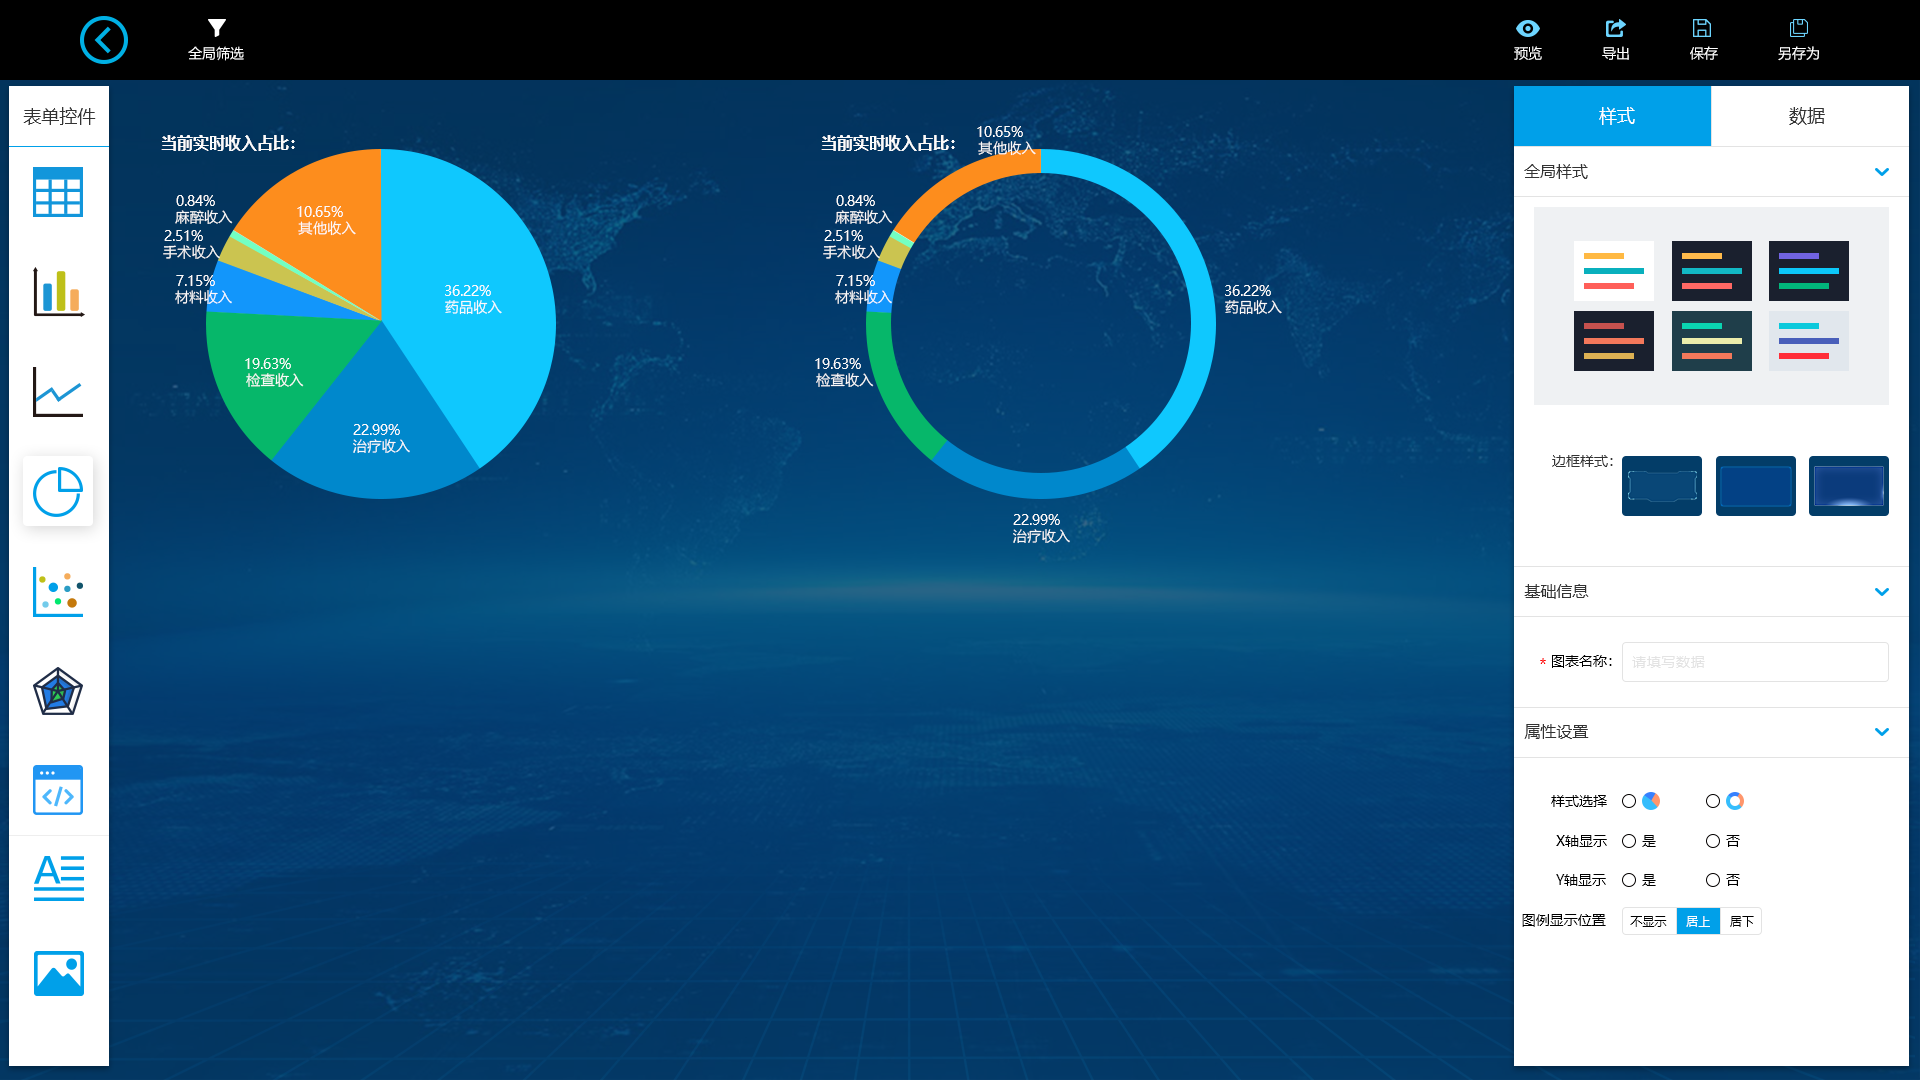 全局筛选
预览
导出
保存
另存为
表单控件
当前实时收入占比：
0.84%
麻醉收入
2.51%
手术收入
7.15%
材料收入
10.65%
其他收入
36.22%
药品收入
19.63%
检查收入
22.99%
治疗收入
当前实时收入占比：
10.65%
其他收入
0.84%
麻醉收入
2.51%
手术收入
7.15%
材料收入
36.22%
药品收入
19.63%
检查收入
22.99%
治疗收入
样式
数据
全局样式
边框样式：
基础信息
* 图表名称：
请填写数据
属性设置
样式选择
X轴显示 是 否
Y轴显示 是 否
图例显示位置 不显示 居上 居下